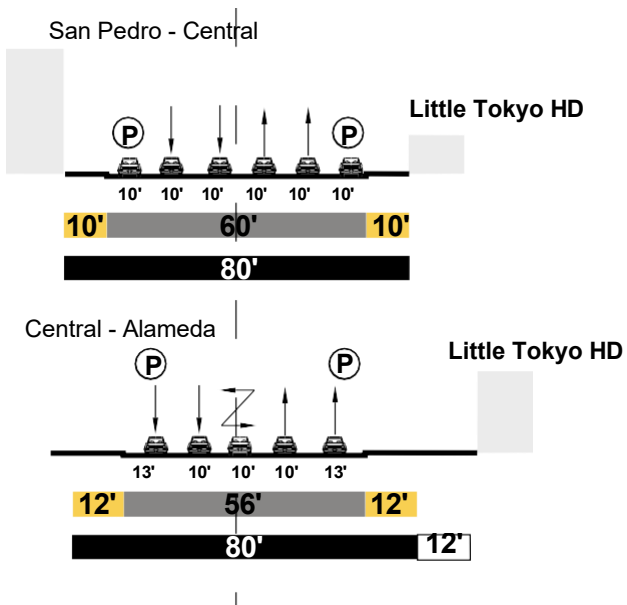 San Pedro - Central
Little Tokyo HD
P P
10' 10' 10' 10' 10' 10'
10' 60' 10'
80'
Central - Alameda
Little Tokyo HD
P P
13' 10' 10' 10' 13'
12' 56' 12'
80' 12'